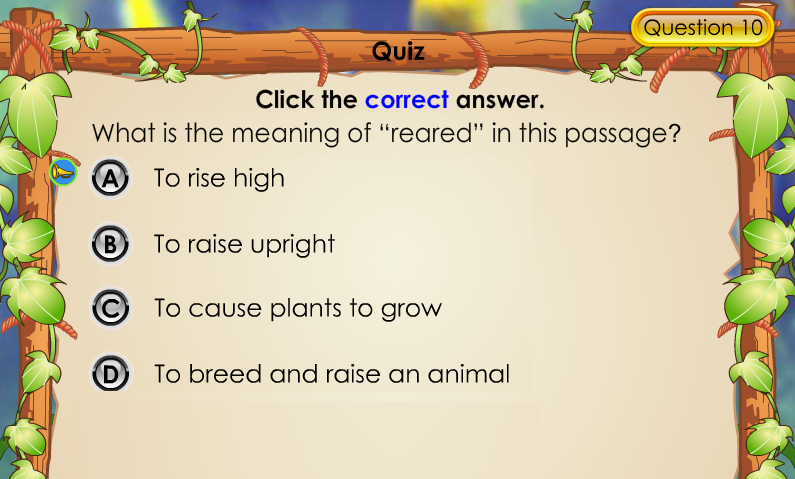 Question 10
Quiz
Click the correct answer.
What is the meaning of “reared” in this passage?
A To rise high
B To raise upright
C To cause plants to grow
D To breed and raise an animal